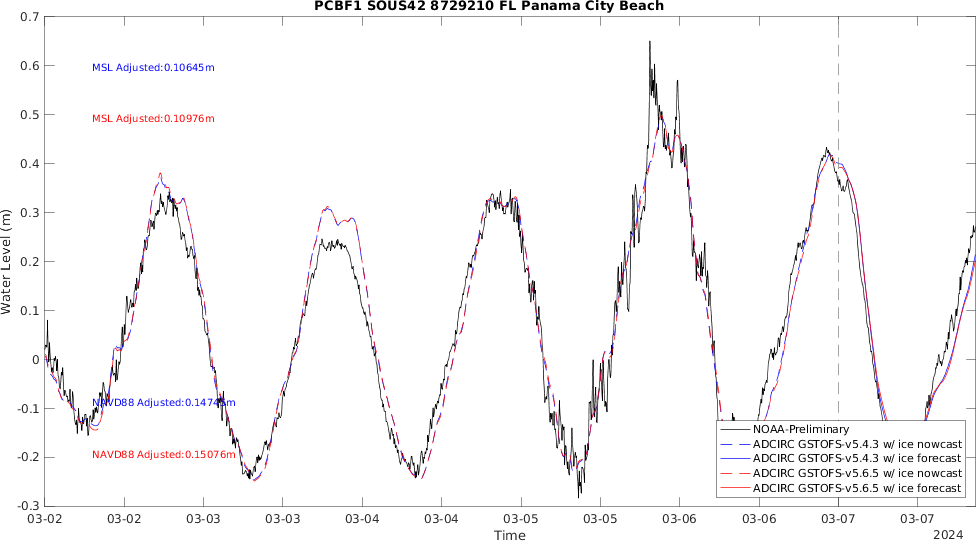 PCBF1 SOUS42 8729210 FL Panama City Beach
0.7
0.6
0.5
0.4
0.3
0.2
0.1
0
-0.1
-0.2
-0.3
Water Level (m)
MSL Adjusted:0.10645m
MSL Adjusted:0.10976m
NAVD88 Adjusted:0.1474
NAVD88 Adjusted:0.15076m
NOAA-Preliminary
ADCIRC GSTOFS-v5.4.3 w/ ice nowcast
ADCIRC GSTOFS-v5.4.3 w/ ice forecast
ADCIRC GSTOFS-v5.6.5 w/ ice nowcast
ADCIRC GSTOFS-v5.6.5 w/ ice forecast
03-02 03-02 03-03 03-03 03-04 03-04 03-05 03-05 03-06 03-06 03-07 03-07
Time
2024